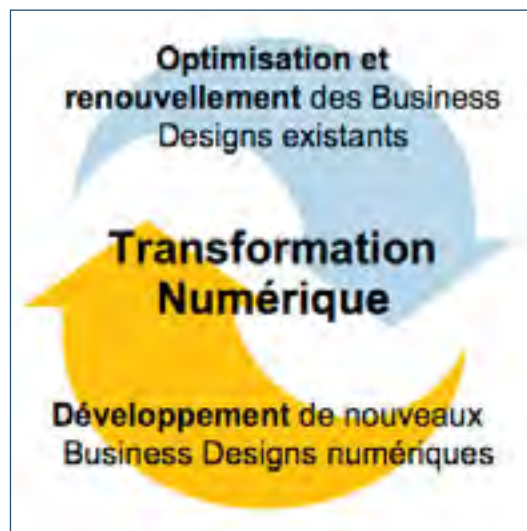 Optimisation et
renouvellement des Business
Designs existants
Transformation
Numérique
Développement de nouveaux
Business Designs numériques